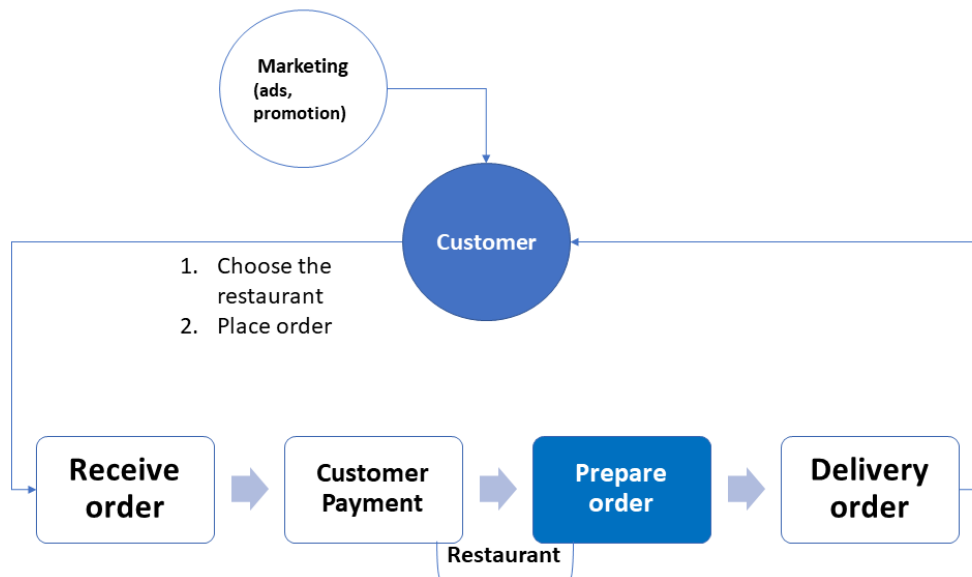 Marketing
(ads,
promotion)
Customer
1. Choose the
restaurant
2. Place order
Receive
order
Customer
Payment
Prepare
order
Delivery
order
Restaurant